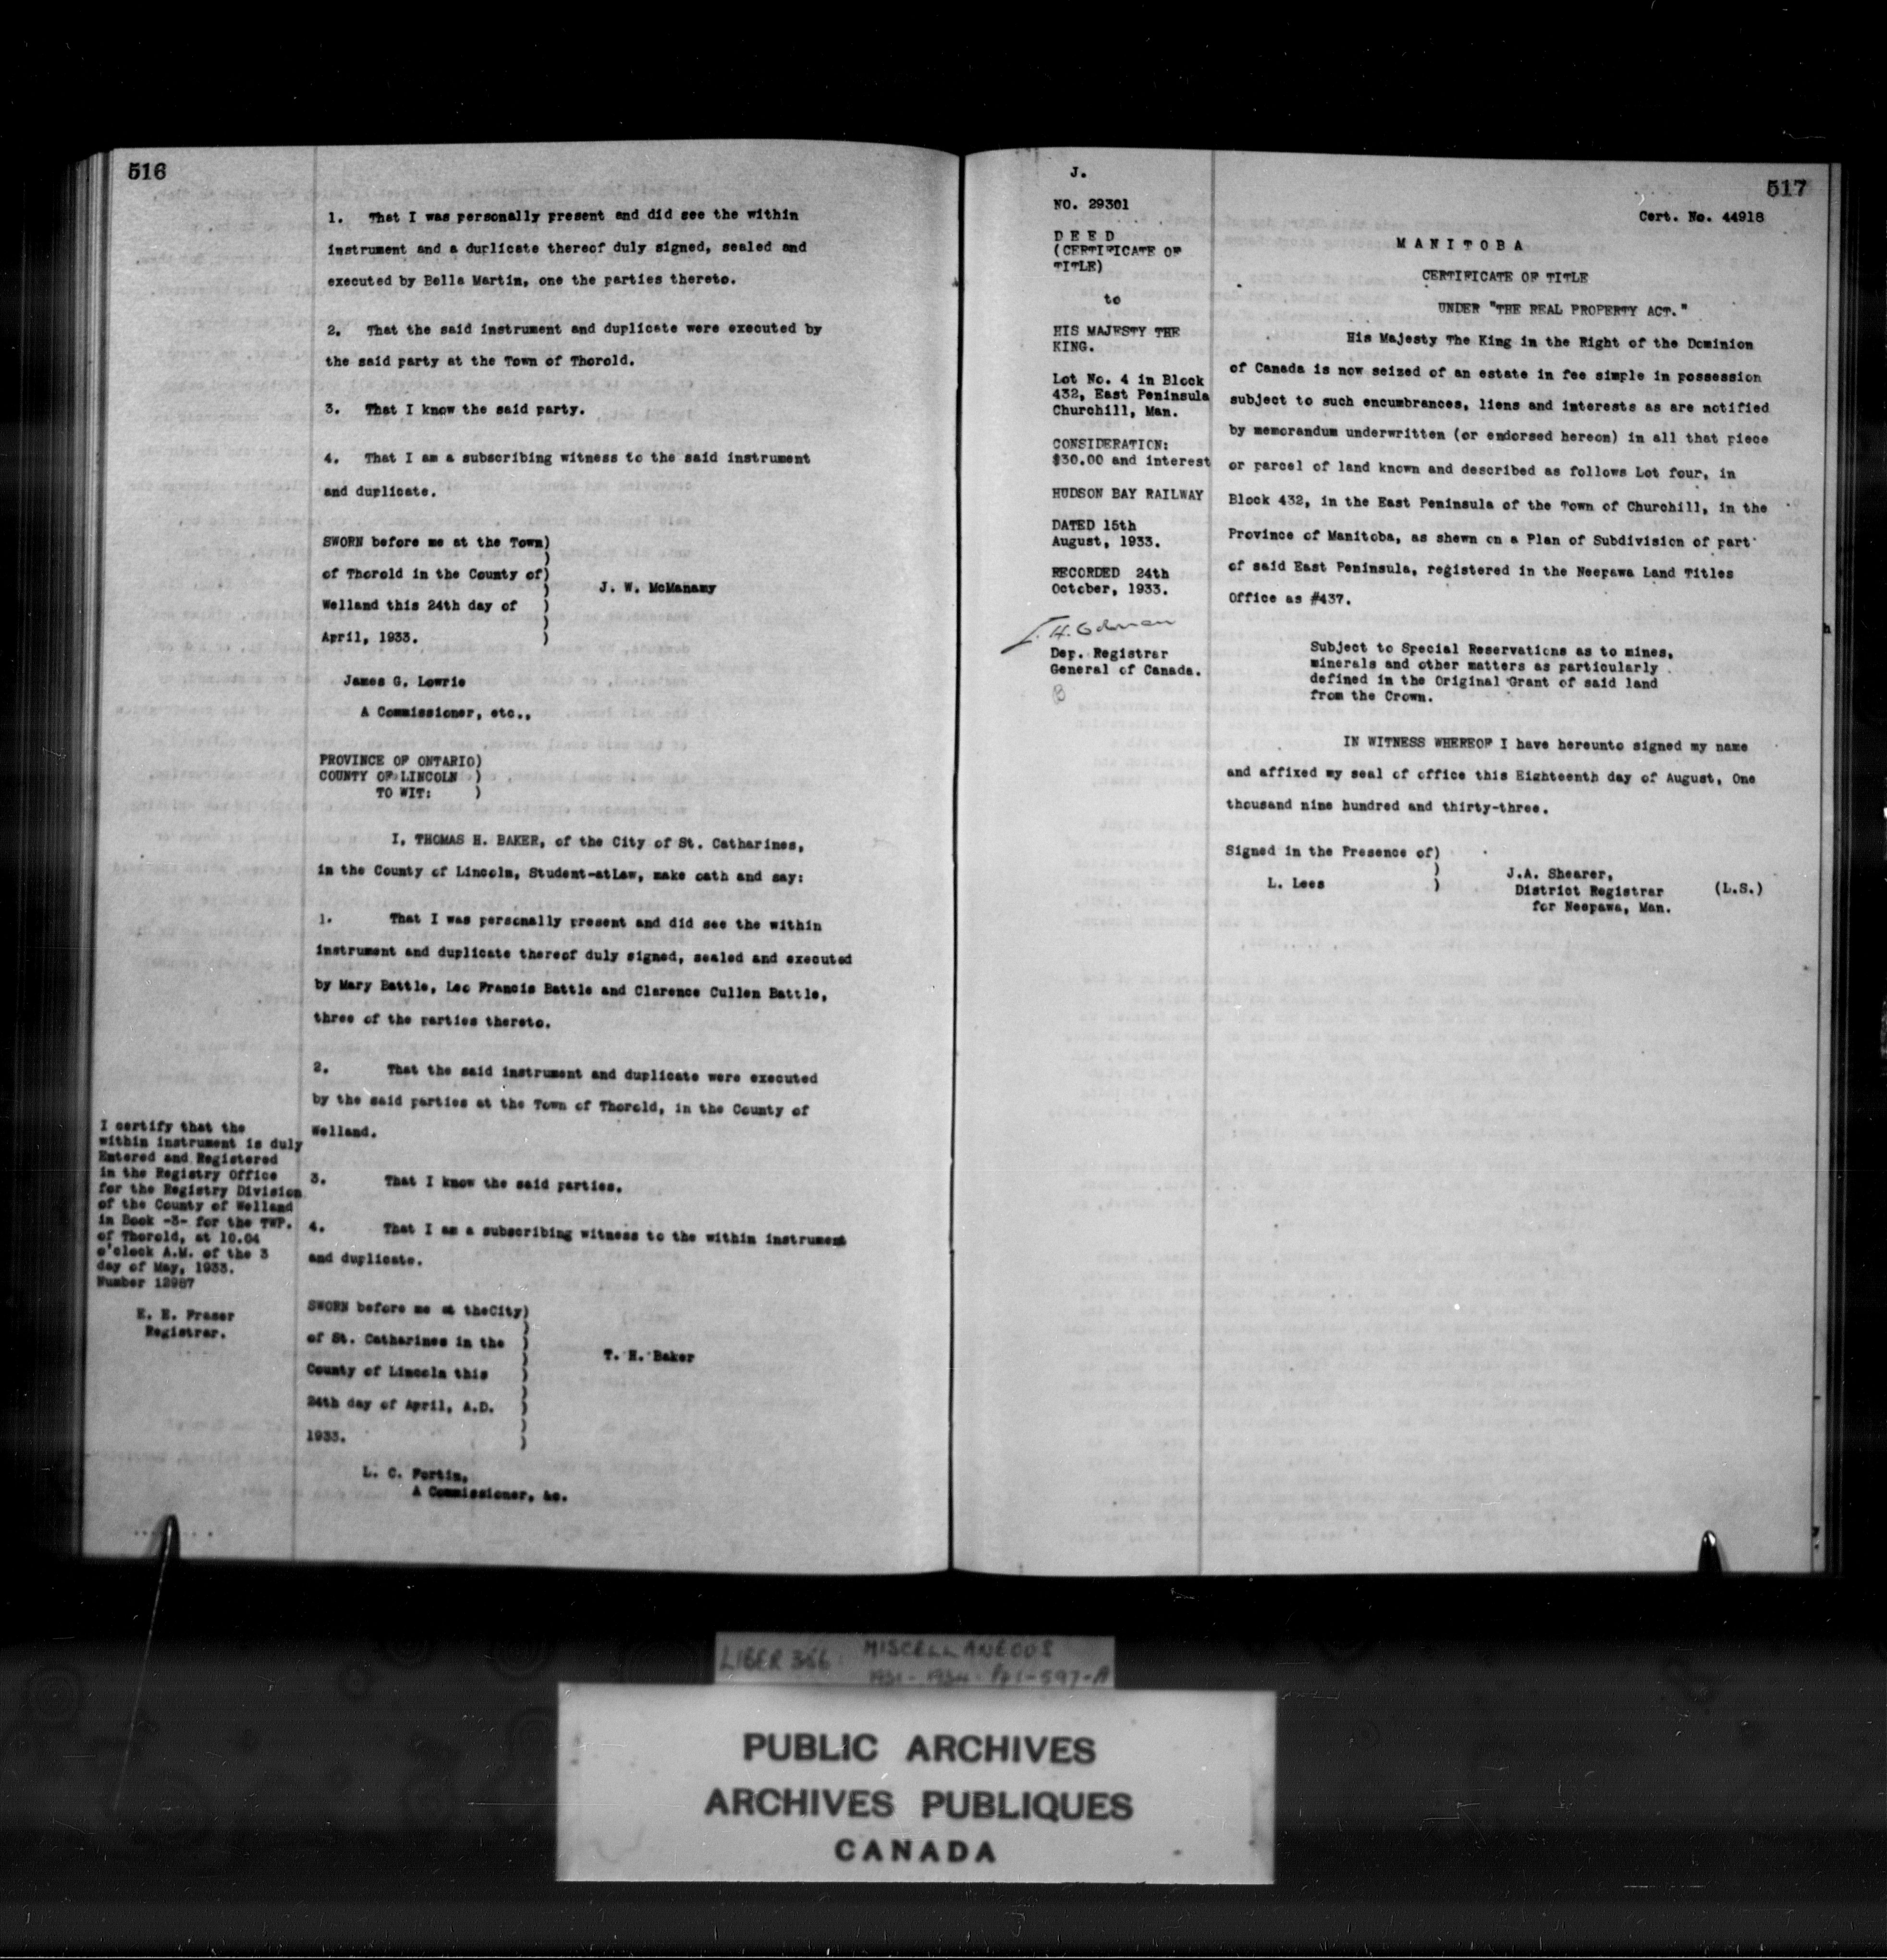 516
1. That I was personally present and did see the within
instrument and a duplicate thereof duly signed, sealed and
executed by Bella Martin, one the parties thereto.
2. That the said instrument and duplicate were executed by
the said party at the Town of Thorold.
3. That I know the said party.
4. That I am a subscribing witness to the said instrument
and duplicate.
SWORN before me at the Town)
)
of Thorold in the County of)
) J. W. McManamy
Welland this 24th day of )
)
April, 1933. )
James G. Lowrie
A Commissioner, etc.,
PROVINCE OF ONTARIO)
COUNTY OF LINCOLN )
TO WIT: )
I, THOMAS H. BAKER, of the City of St. Catharines,
in the County of Lincoln, Student-atLaw, make oath and say:
1. That I was personally present and did see the within
instrument and duplicate thereof duly signed, sealed and executed
by Mary Battle, Leo Francis Battle and Clarence Cullen Battle,
three of the parties thereto.
2. That the said instrument and duplicate were executed
by the said parties at the Town of Thorold, in the County of
Welland.
3. That I know the said parties.
4. That I am a subscribing witness to the within instrument
and duplicate.
SWORN before me at theCity)
)
of St. Catharines in the )
) T. H. Baker
County of Lincoln this )
)
24th day of April, A.D. )
)
1933. )
L. C. Fortin,
A Commissioner, &c.
I certify that the
within instrument is duly
Entered and Registered
in the Registry Office
for the Registry Division
of the County of Welland
in Book -3- for the TWP.
of Thorold, at 10.04
o'clock A.M. of the 3
day of May, 1933.
Number 12987
E. E. Fraser
Registrar.
517
J.
NO. 29301
D E E D
(CERTIFICATE OF
TITLE)
to
HIS MAJESTY THE
KING.
Lot No. 4 in Block
432, East Peninsula
Churchill, Man.
CONSIDERATION:
$30.00 and interest
HUDSON BAY RAILWAY
DATED 15th
August, 1933.
RECORDED 24th
October, 1933.
Dep. Registrar
General of Canada.
Cert. No. 44918
M A N I T O B A
CERTIFICATE OF TITLE
UNDER "THE REAL PROPERTY ACT."
His Majesty The King in the Right of the Dominion
of Canada is now seized of an estate in fee simple in possession
subject to such encumbrances, liens and interests as are notified
by memorandum underwritten (or endorsed hereon) in all that piece
or parcel of land known and described as follows Lot four, in
Block 432, in the East Peninsula of the Town of Churchill, in the
Province of Manitoba, as shewn on a Plan of Subdivision of part
of said East Peninsula, registered in the Neepawa Land Titles
Office as #437.
Subject to Special Reservations as to mines,
minerals and other matters as particularly
defined in the Original Grant of said land
from the Crown.
IN WITNESS WHEREOF I have hereunto signed my name
and affixed my seal of office this Eighteenth day of August, One
thousand nine hundred and thirty-three.
Signed in the Presence of)
)
L. Lees )
J.A. Shearer,
District Registrar (L.S.)
for Neepawa, Man.
LIBER 366 MISCELLANEOUS
1931-1934 Pp1-597-A
PUBLIC ARCHIVES
ARCHIVES PUBLIQUES
CANADA